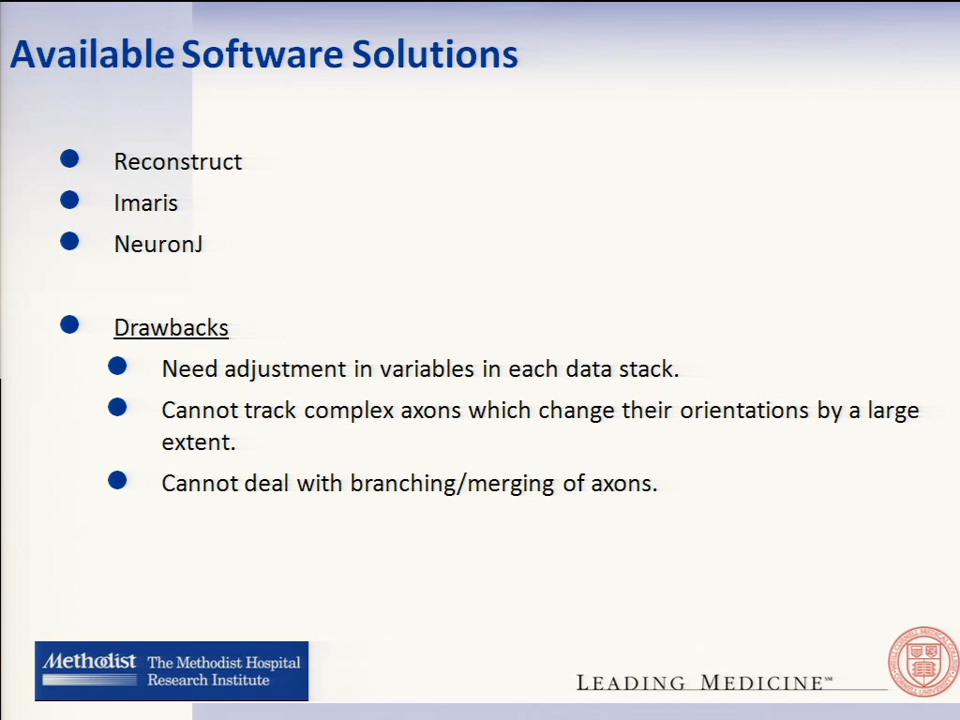 Available Software Solutions
Reconstruct
Imaris
NeuronJ
Drawbacks
Need adjustment in variables in each data stack.
Cannot track complex axons which change their orientations by a large
extent.
Cannot deal with branching/merging of axons.
Methodist The Methodist Hospital
Research Institute
LEADING MEDICINE℠